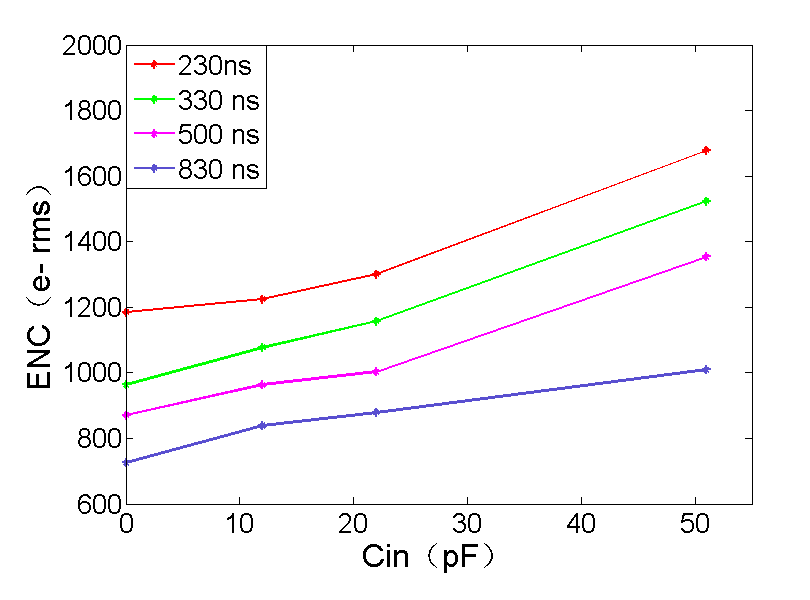 2000
1800
1600
1400
1200
1000
800
600
ENC（e- rms）
230ns
330 ns
500 ns
830 ns
0 10 20 30 40 50
Cin（pF）